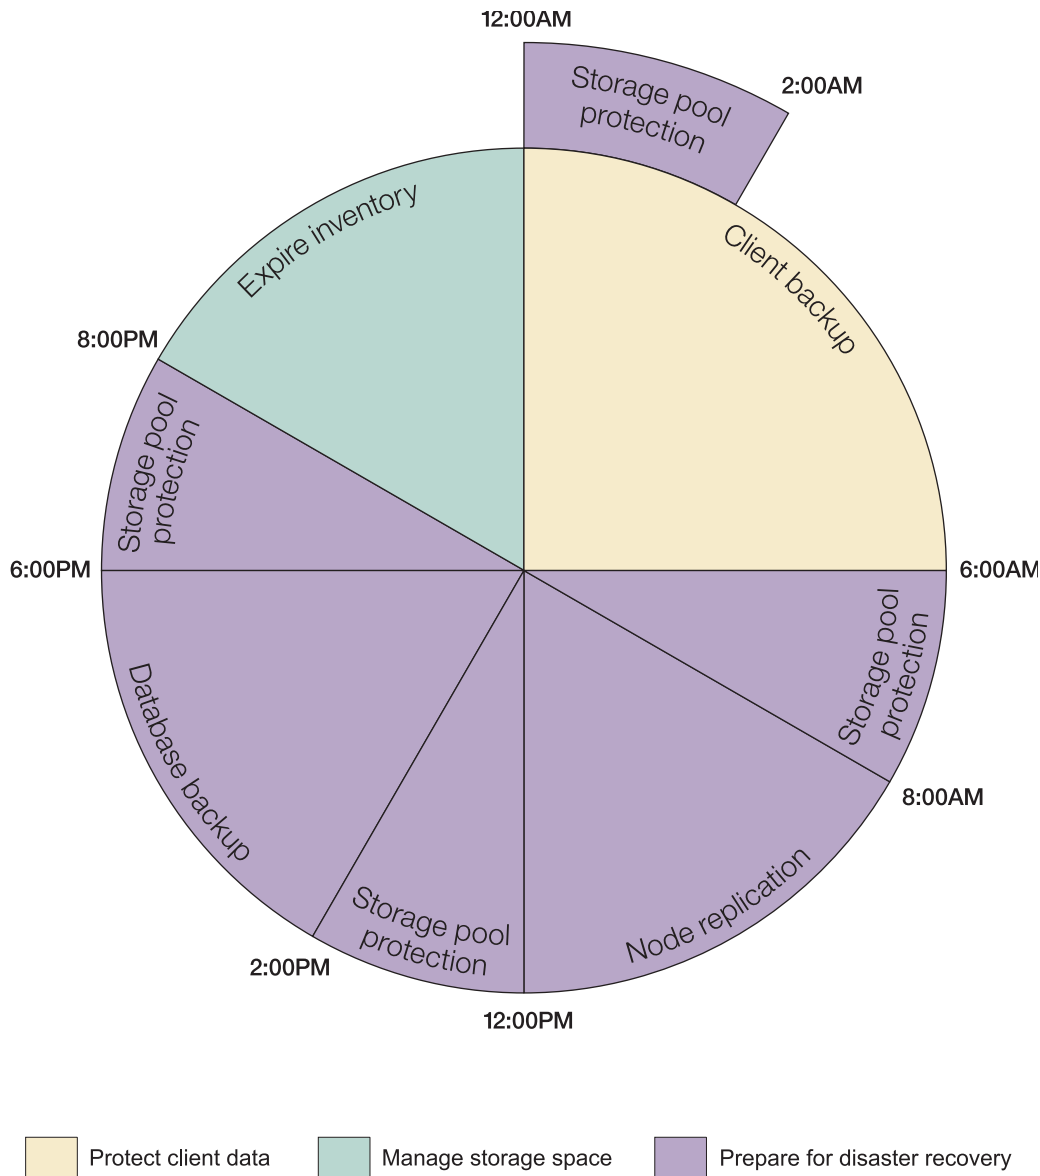 12:00AM
Storage pool
protection
2:00AM
Client backup
Expire inventory
8:00PM
Storage pool
protection
6:00PM
6:00AM
Storage pool
protection
8:00AM
Database backup
Node replication
Storage pool
protection
2:00PM
12:00PM
Protect client data
Manage storage space
Prepare for disaster recovery